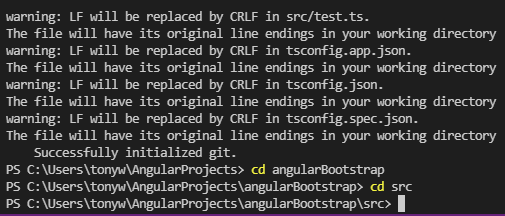 warning: LF will be replaced by CRLF in src/test.ts.
The file will have its original line endings in your working directory
warning: LF will be replaced by CRLF in tsconfig.app.json.
The file will have its original line endings in your working directory
warning: LF will be replaced by CRLF in tsconfig.json.
The file will have its original line endings in your working directory
warning: LF will be replaced by CRLF in tsconfig.spec.json.
The file will have its original line endings in your working directory
    Successfully initialized git.
PS C:\Users\tonyw\AngularProjects> cd angularBootstrap
PS C:\Users\tonyw\AngularProjects\angularBootstrap> cd src
PS C:\Users\tonyw\AngularProjects\angularBootstrap\src>